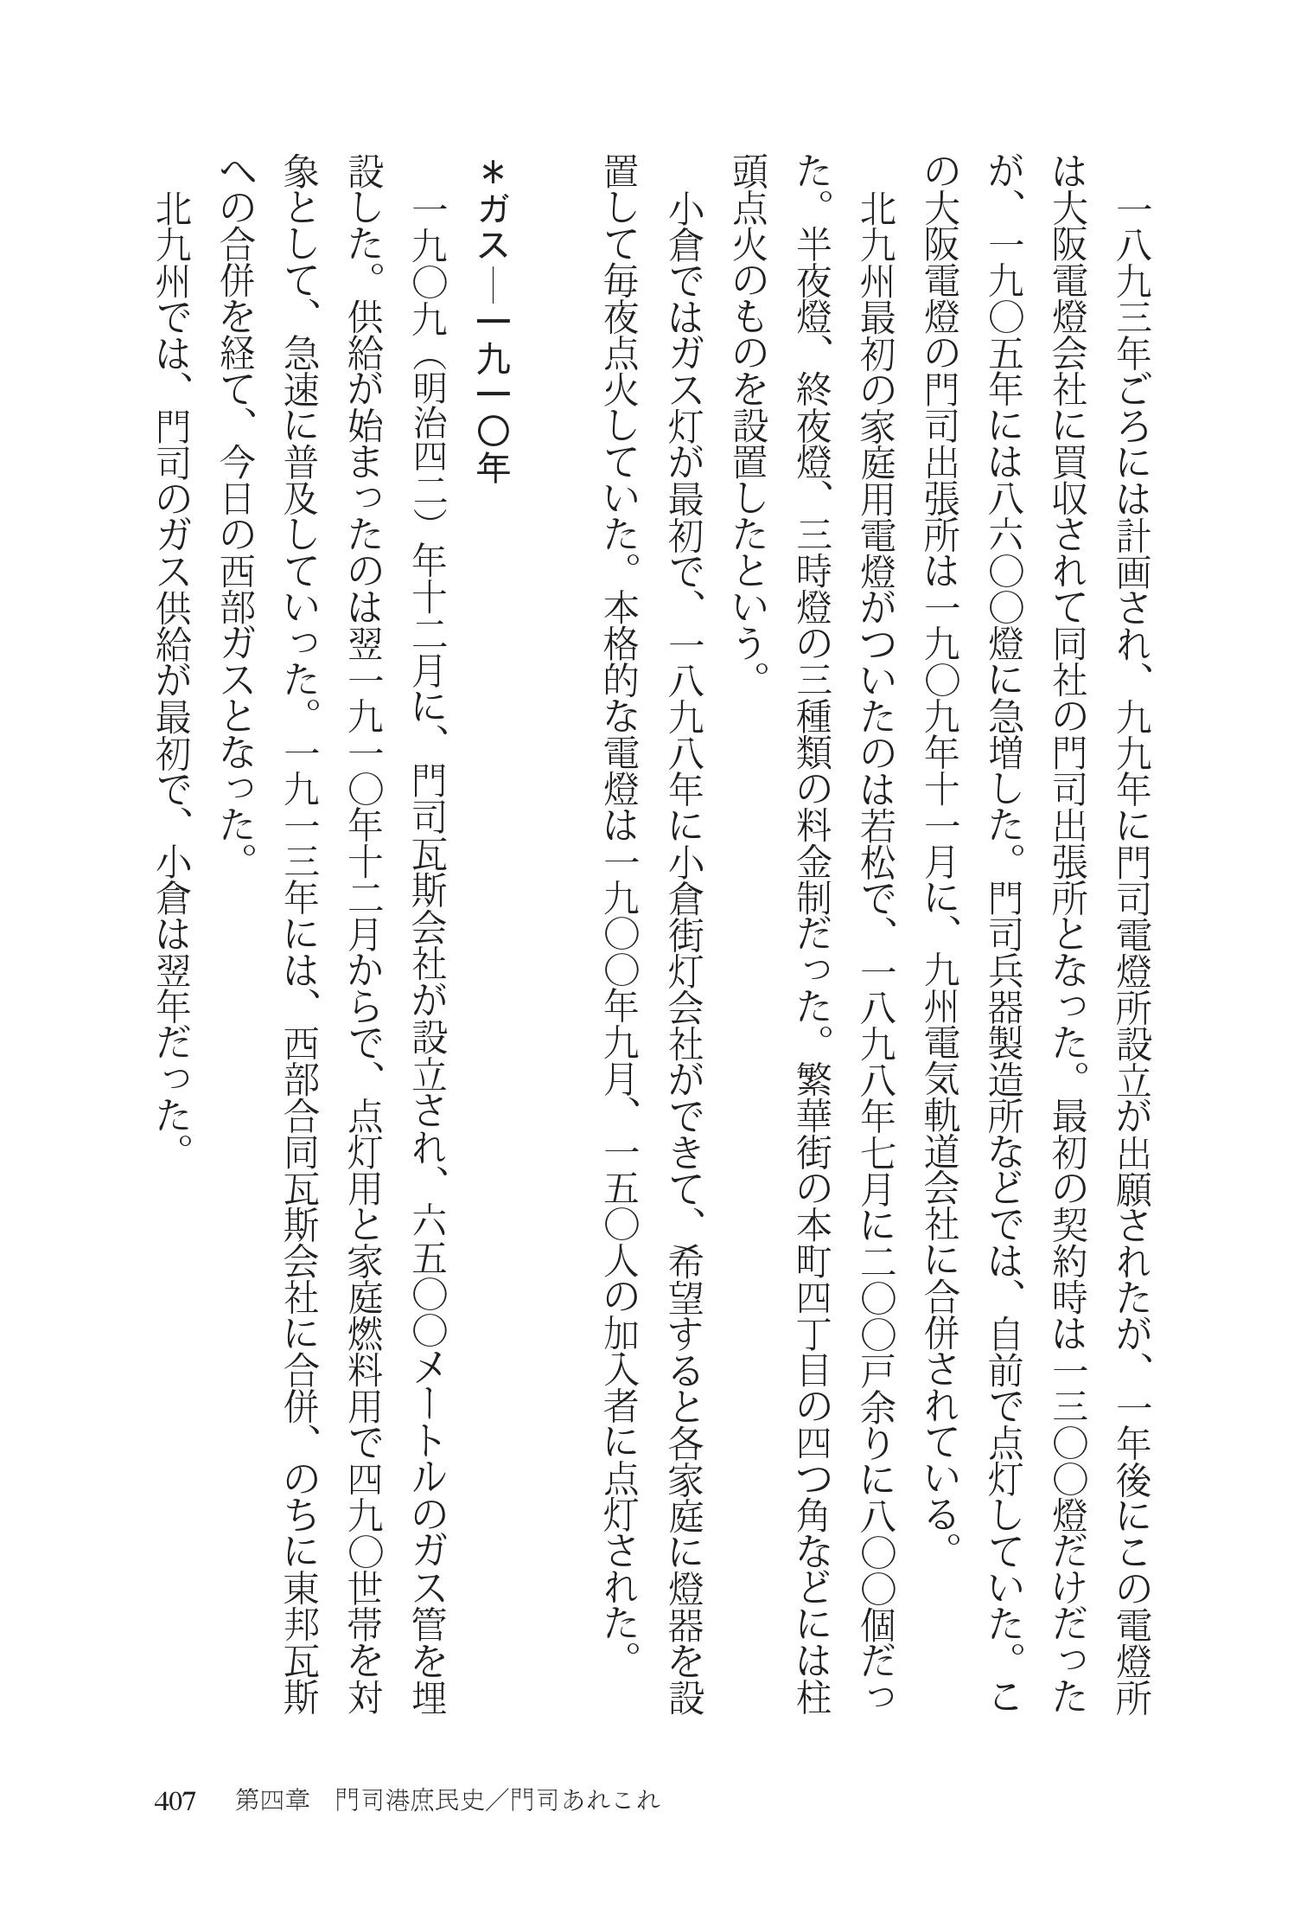 一八九三年ごろには計画され、九九年に門司電燈所設立が出願されたが、一年後にこの電燈所
は大阪電燈会社に買収されて同社の門司出張所となった。最初の契約時は一三〇〇燈だけだった
が、一九〇五年には八六〇〇燈に急増した。門司兵器製造所などでは、自前で点灯していた。こ
の大阪電燈の門司出張所は一九〇九年十一月に、九州電気軌道会社に合併されている。
北九州最初の家庭用電燈がついたのは若松で、一八九八年七月に二〇〇戸余りに八〇〇個だっ
た。半夜燈、終夜燈、三時燈の三種類の料金制だった。繁華街の本町四丁目の四つ角などには柱
頭点火のものを設置したという。
小倉ではガス灯が最初で、一八九八年に小倉街灯会社ができて、希望すると各家庭に燈器を設
置して毎夜点火していた。本格的な電燈は一九〇〇年九月、一五〇人の加入者に点灯された。
＊ガス―一九一〇年
一九〇九（明治四二）年十二月に、門司瓦斯会社が設立され、六五〇〇メートルのガス管を埋
設した。供給が始まったのは翌一九一〇年十二月からで、点灯用と家庭燃料用で四九〇世帯を対
象として、急速に普及していった。一九一三年には、西部合同瓦斯会社に合併、のちに東邦瓦斯
への合併を経て、今日の西部ガスとなった。
北九州では、門司のガス供給が最初で、小倉は翌年だった。
407 第四章 門司港庶民史／門司あれこれ